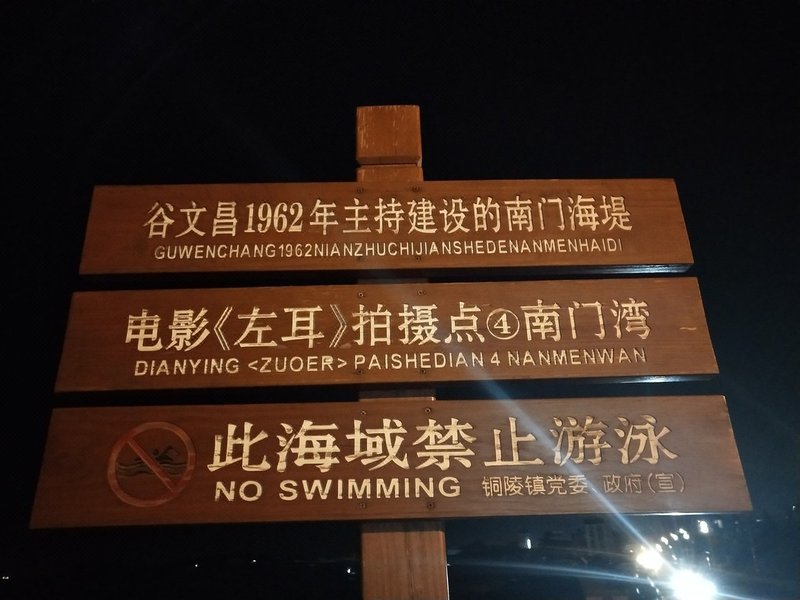 谷文昌1962年主持建设的南门海堤
GUWENCHANG1962NIANZHUCHIJIANSHEDENANMENHAIDI
电影《左耳》拍摄点④南门湾
DIANYING <ZUOER> PAISHEDIAN 4 NANMENWAN
此海域禁止游泳
NO SWIMMING 铜陵镇党委 政府(宣)